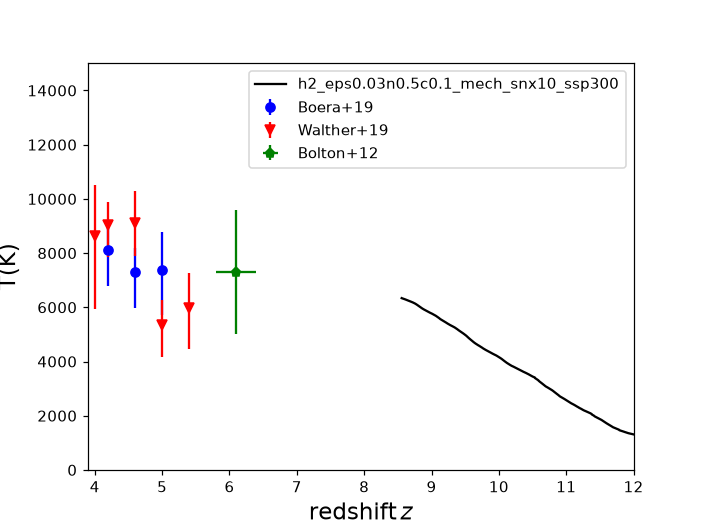 h2_eps0.03n0.5c0.1_mech_snx10_ssp300
Boera+19
Walther+19
Bolton+12
14000
12000
10000
8000
6000
4000
2000
0
T(K)
4 5 6 7 8 9 10 11 12
redshift z